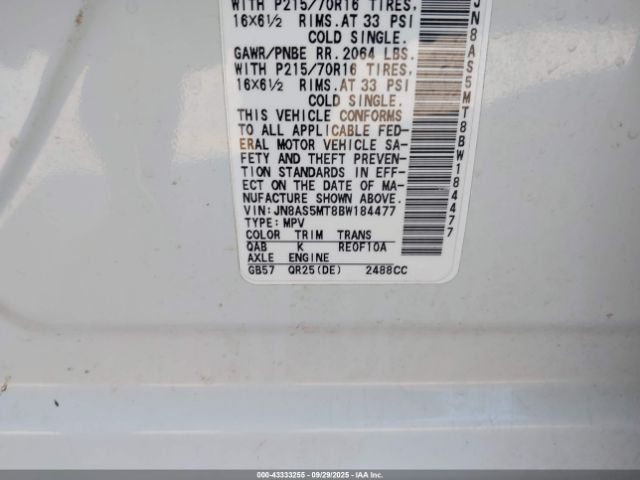 WITH P215/70R16 TIRES,
16X6½ RIMS.AT 33 PSI
COLD SINGLE.
GAWR/PNBE RR.2064 LBS.
WITH P215/70R16 TIRES,
16X6½ RIMS.AT 33 PSI
COLD SINGLE.
THIS VEHICLE CONFORMS
TO ALL APPLICABLE FED-
ERAL MOTOR VEHICLE SA-
FETY AND THEFT PREVEN-
TION STANDARDS IN EFF-
ECT ON THE DATE OF MA-
NUFACTURE SHOWN ABOVE.
VIN:JN8AS5MT8BW184477
TYPE:MPV
COLOR TRIM TRANS
QAB K RE0F10A
AXLE ENGINE
GB57 QR25(DE) 2488CC
JN8AS5MT8BW184477
000-43333255 - 09/29/2025 - IAAI.COM